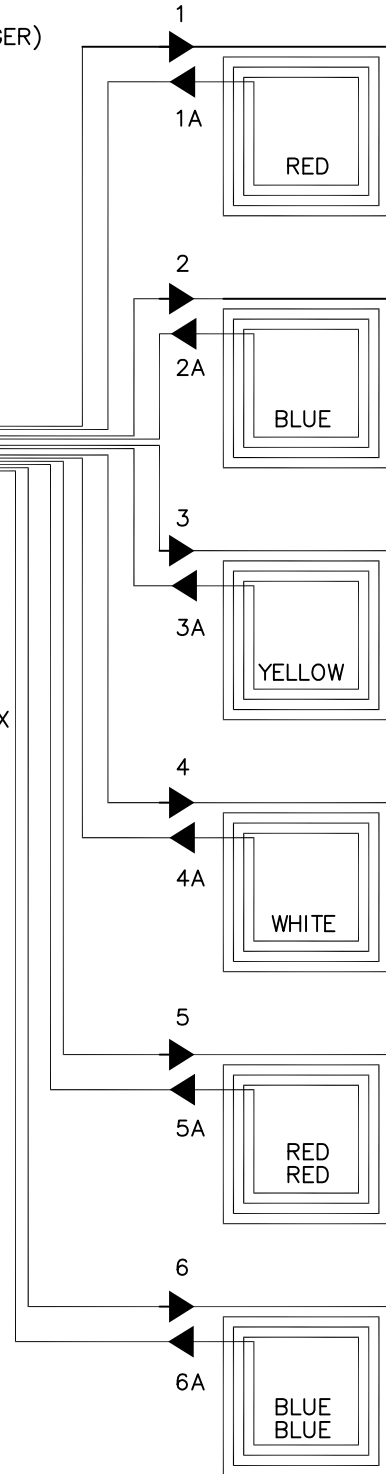 GER)
1
1A
RED
2
2A
BLUE
3
3A
YELLOW
X
4
4A
WHITE
5
5A
RED
RED
6
6A
BLUE
BLUE